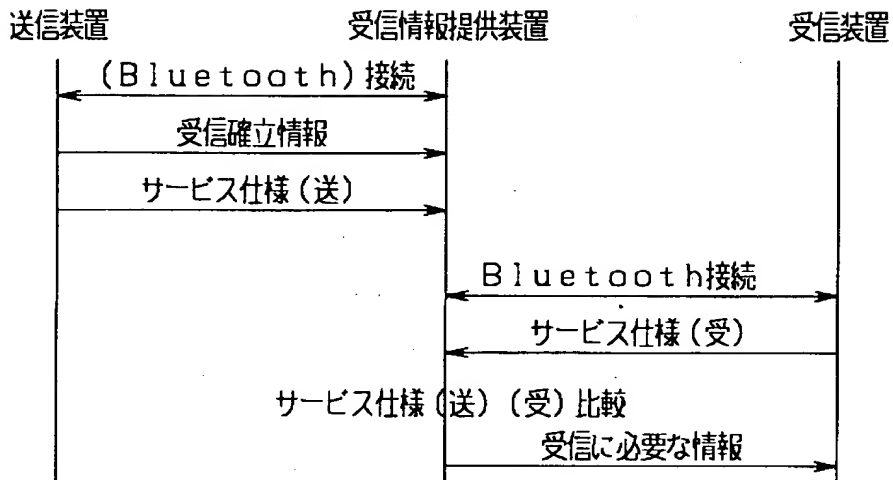 送信装置 受信情報提供装置 受信装置
(Bluetooth)接続
受信確立情報
サービス仕様(送)
Bluetooth接続
サービス仕様(受)
サービス仕様(送)(受)比較
受信に必要な情報